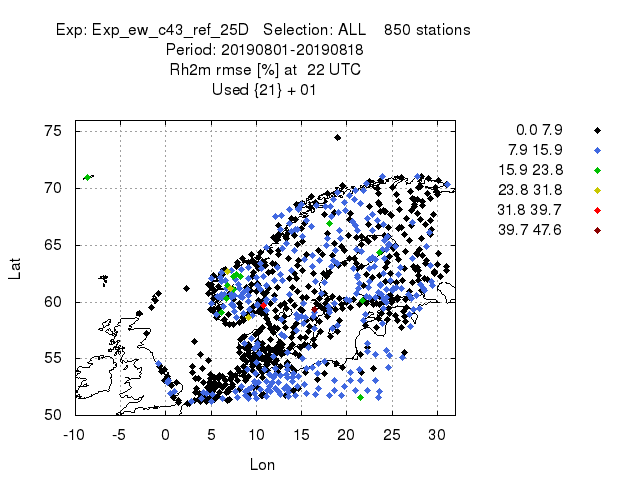 Exp: Exp_ew_c43_ref_25D   Selection: ALL    850 stations
Period: 20190801-20190818
Rh2m rmse [%] at  22 UTC
Used {21} + 01
0.0 7.9
7.9 15.9
15.9 23.8
23.8 31.8
31.8 39.7
39.7 47.6
75
70
65
60
55
50
Lat
-10 -5 0 5 10 15 20 25 30
Lon